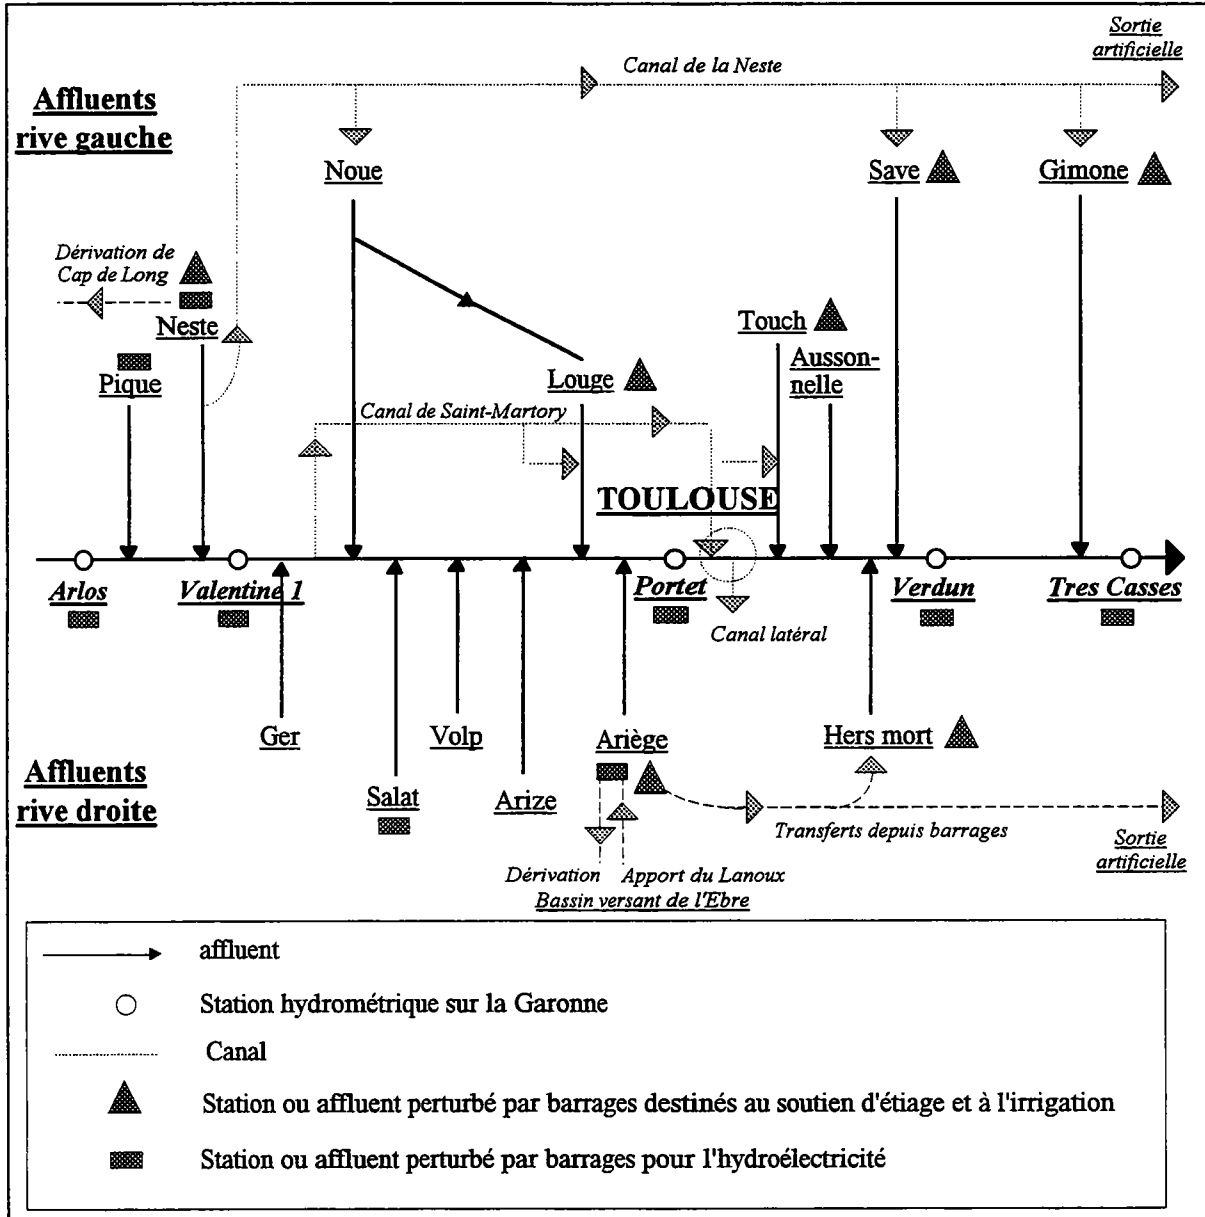 Sortie
artificielle
Canal de la Neste
Affluents
rive gauche
Noue
Save
Gimone
Dérivation de
Cap de Long
Neste
Touch
Pique
Louge
Ausson-
nelle
Canal de Saint-Martory
TOULOUSE
Arlos
Valentine 1
Portet
Verdun
Tres Casses
Canal latéral
Ger
Volp
Ariège
Hers mort
Affluents
rive droite
Salat
Arize
Transferts depuis barrages
Sortie
artificielle
Dérivation
Apport du Lanoux
Bassin versant de l'Ebre
affluent
Station hydrométrique sur la Garonne
Canal
Station ou affluent perturbé par barrages destinés au soutien d'étiage et à l'irrigation
Station ou affluent perturbé par barrages pour l'hydroélectricité